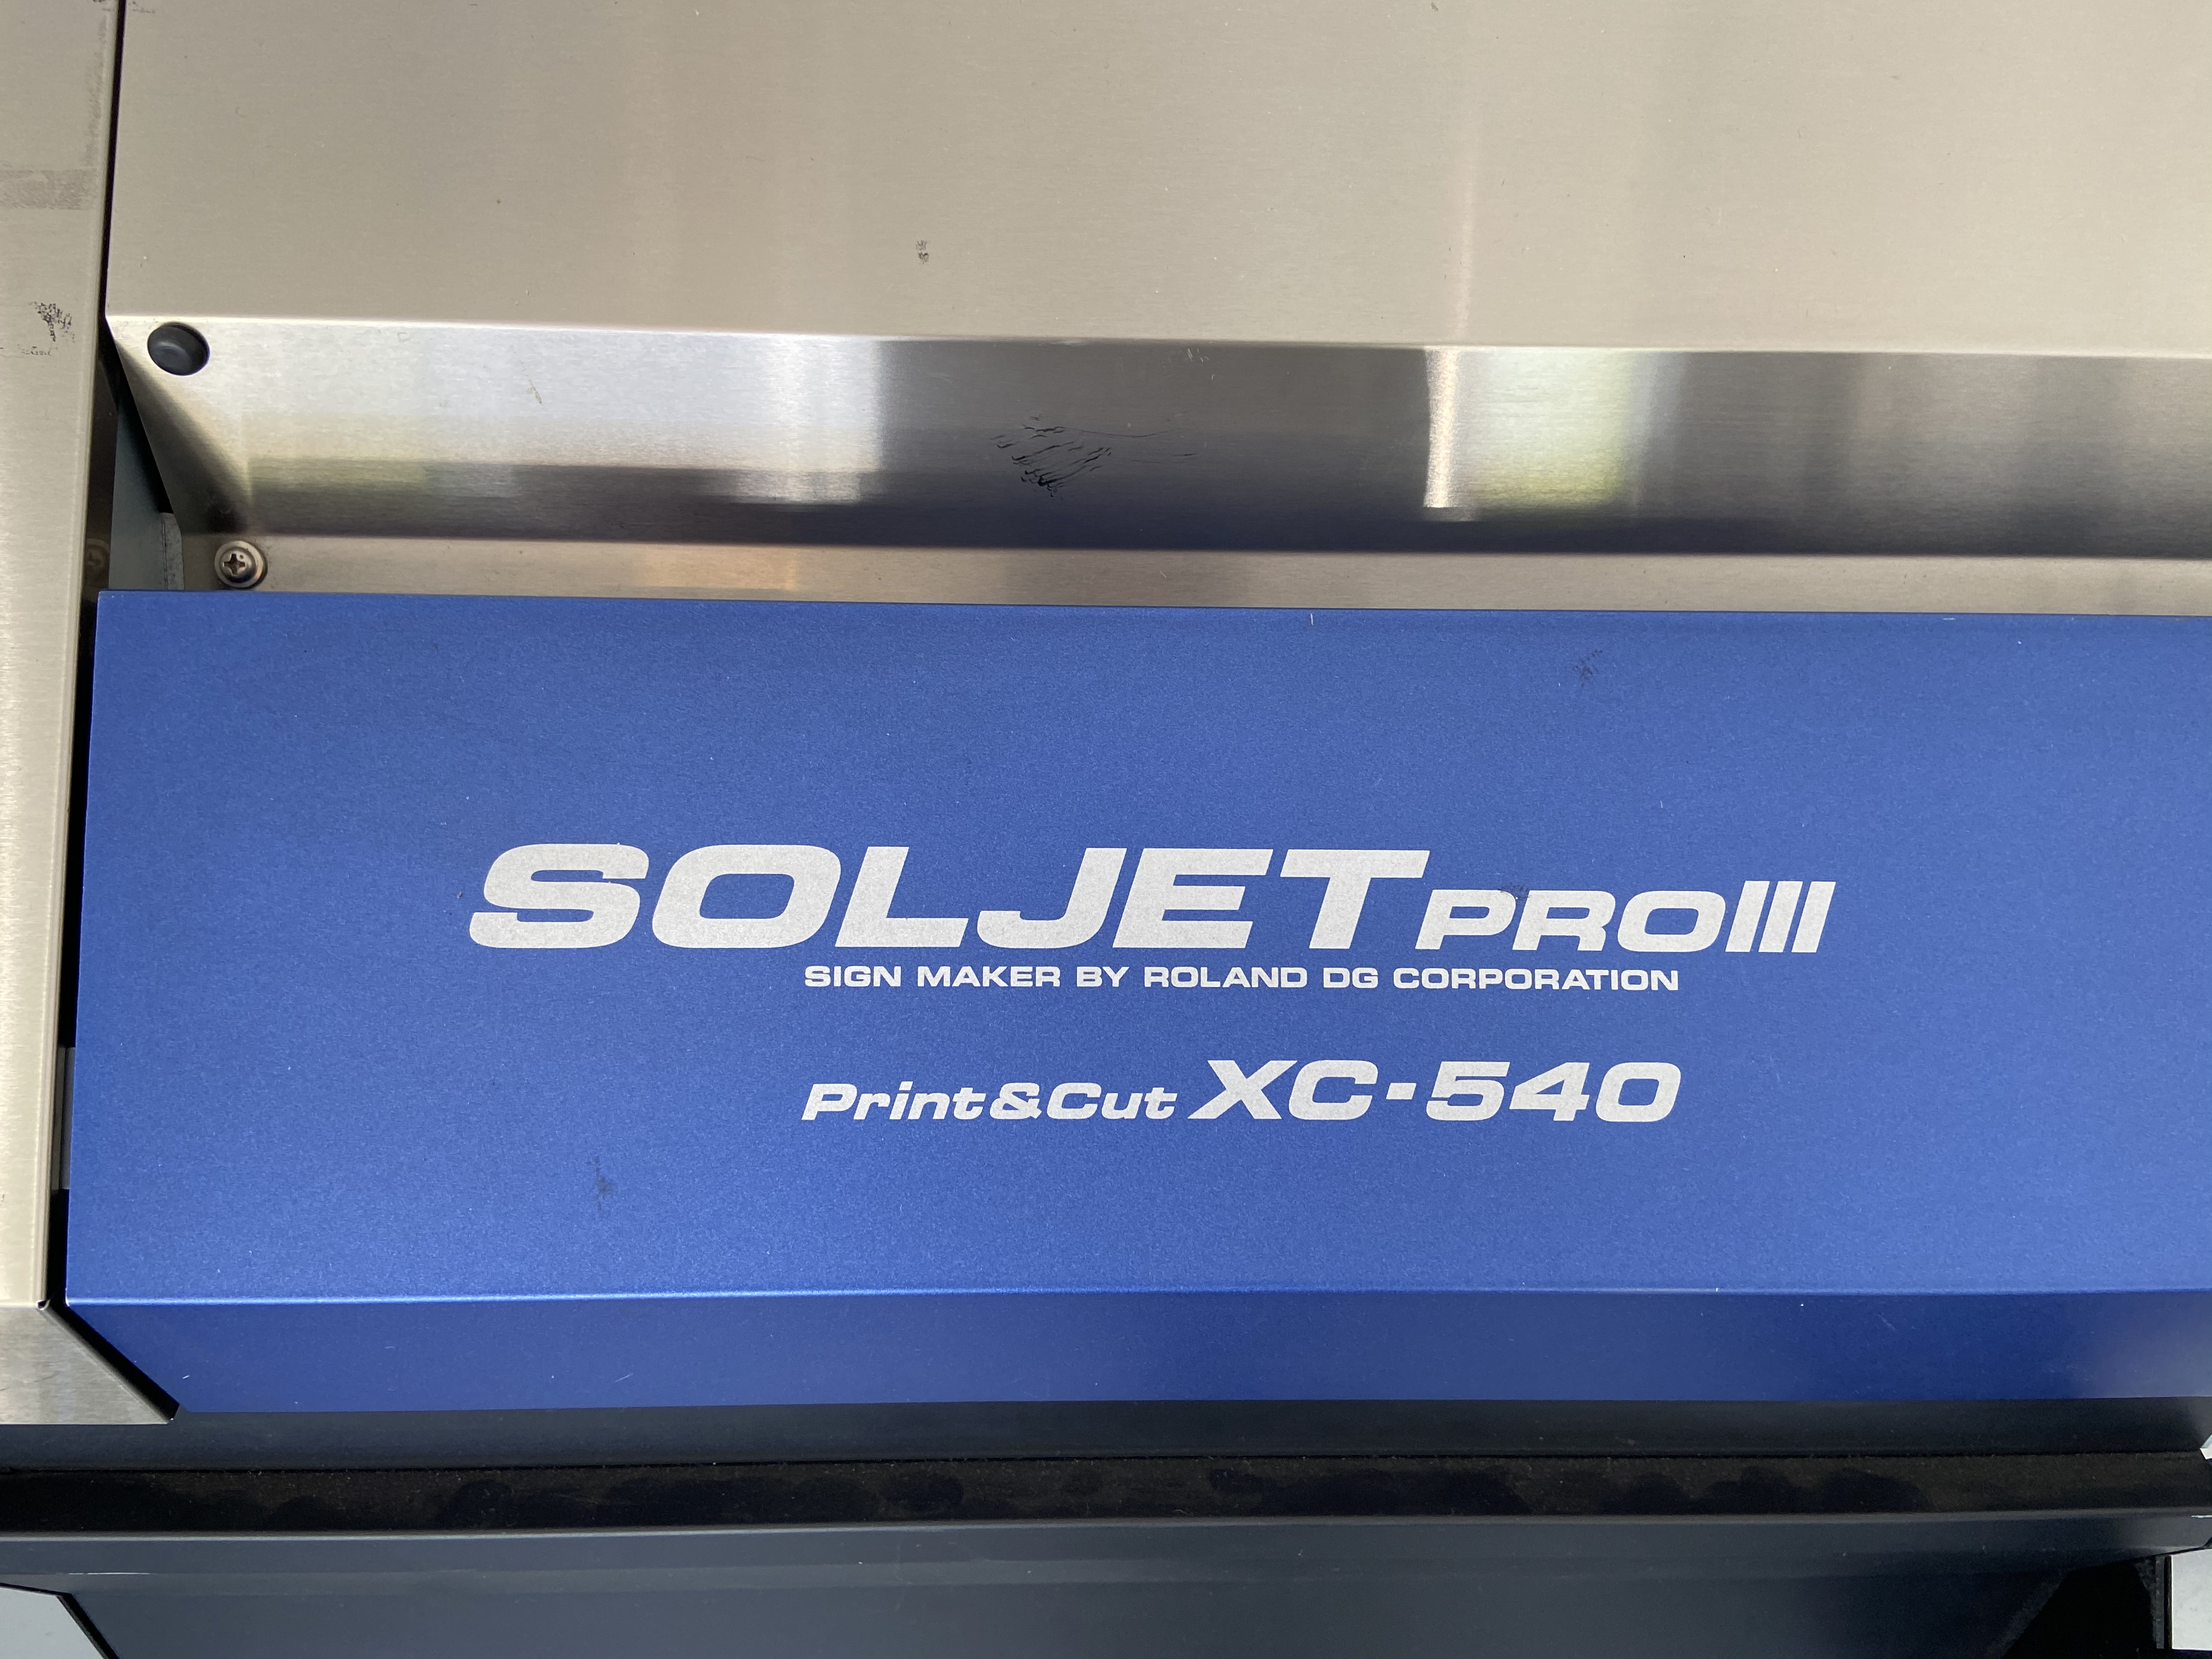 SOLJET PROIII
SIGN MAKER BY ROLAND DG CORPORATION
Print&Cut XC-540